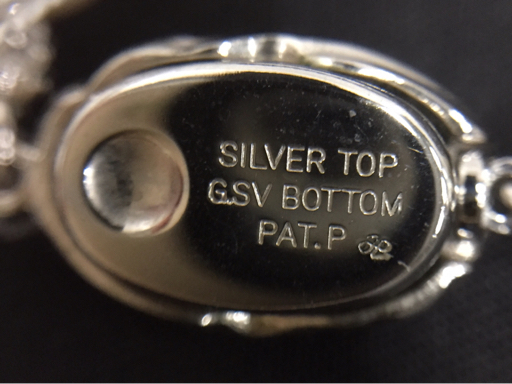 SILVER TOP
G.SV BOTTOM
PAT. P